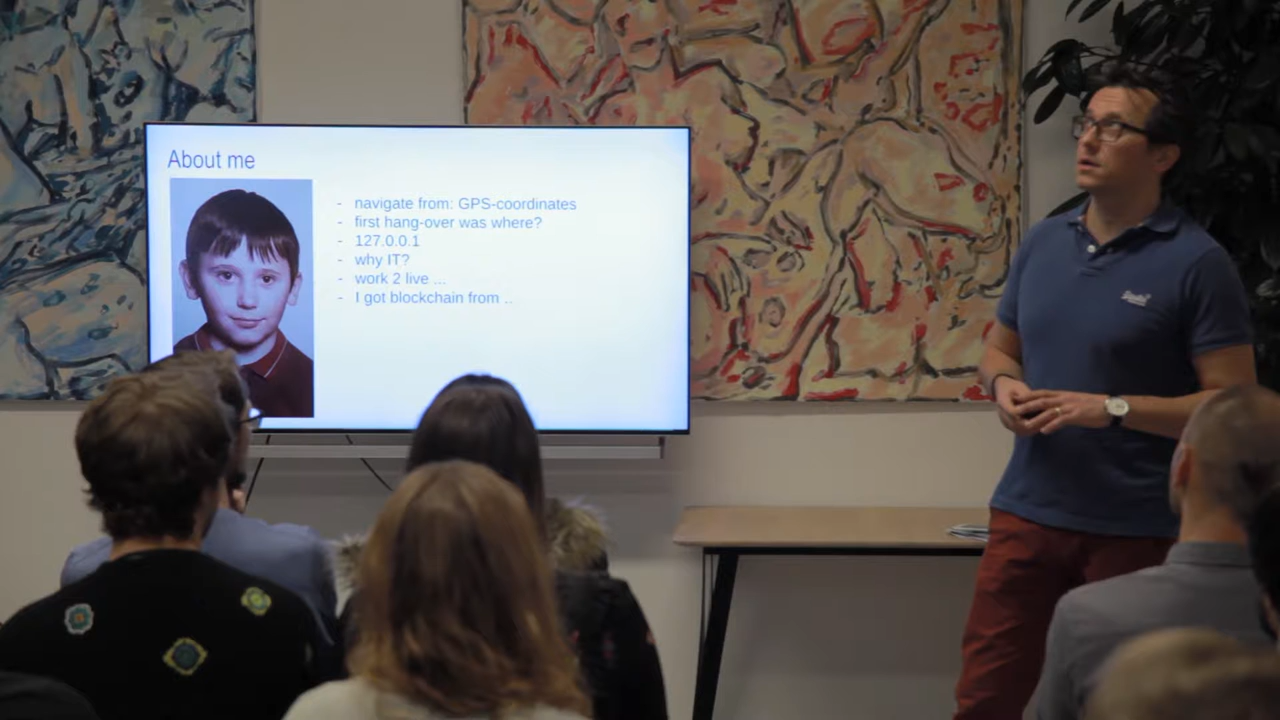 About me
- navigate from: GPS-coordinates
- first hang-over was where?
- 127.0.0.1
- why IT?
- work 2 live ...
- I got blockchain from ..